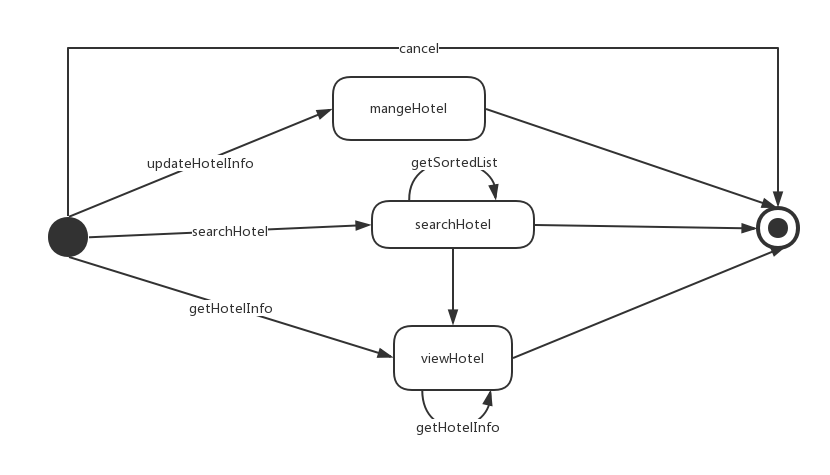 cancel
mangeHotel
updateHotelInfo
getSortedList
searchHotel
searchHotel
getHotelInfo
viewHotel
getHotelInfo